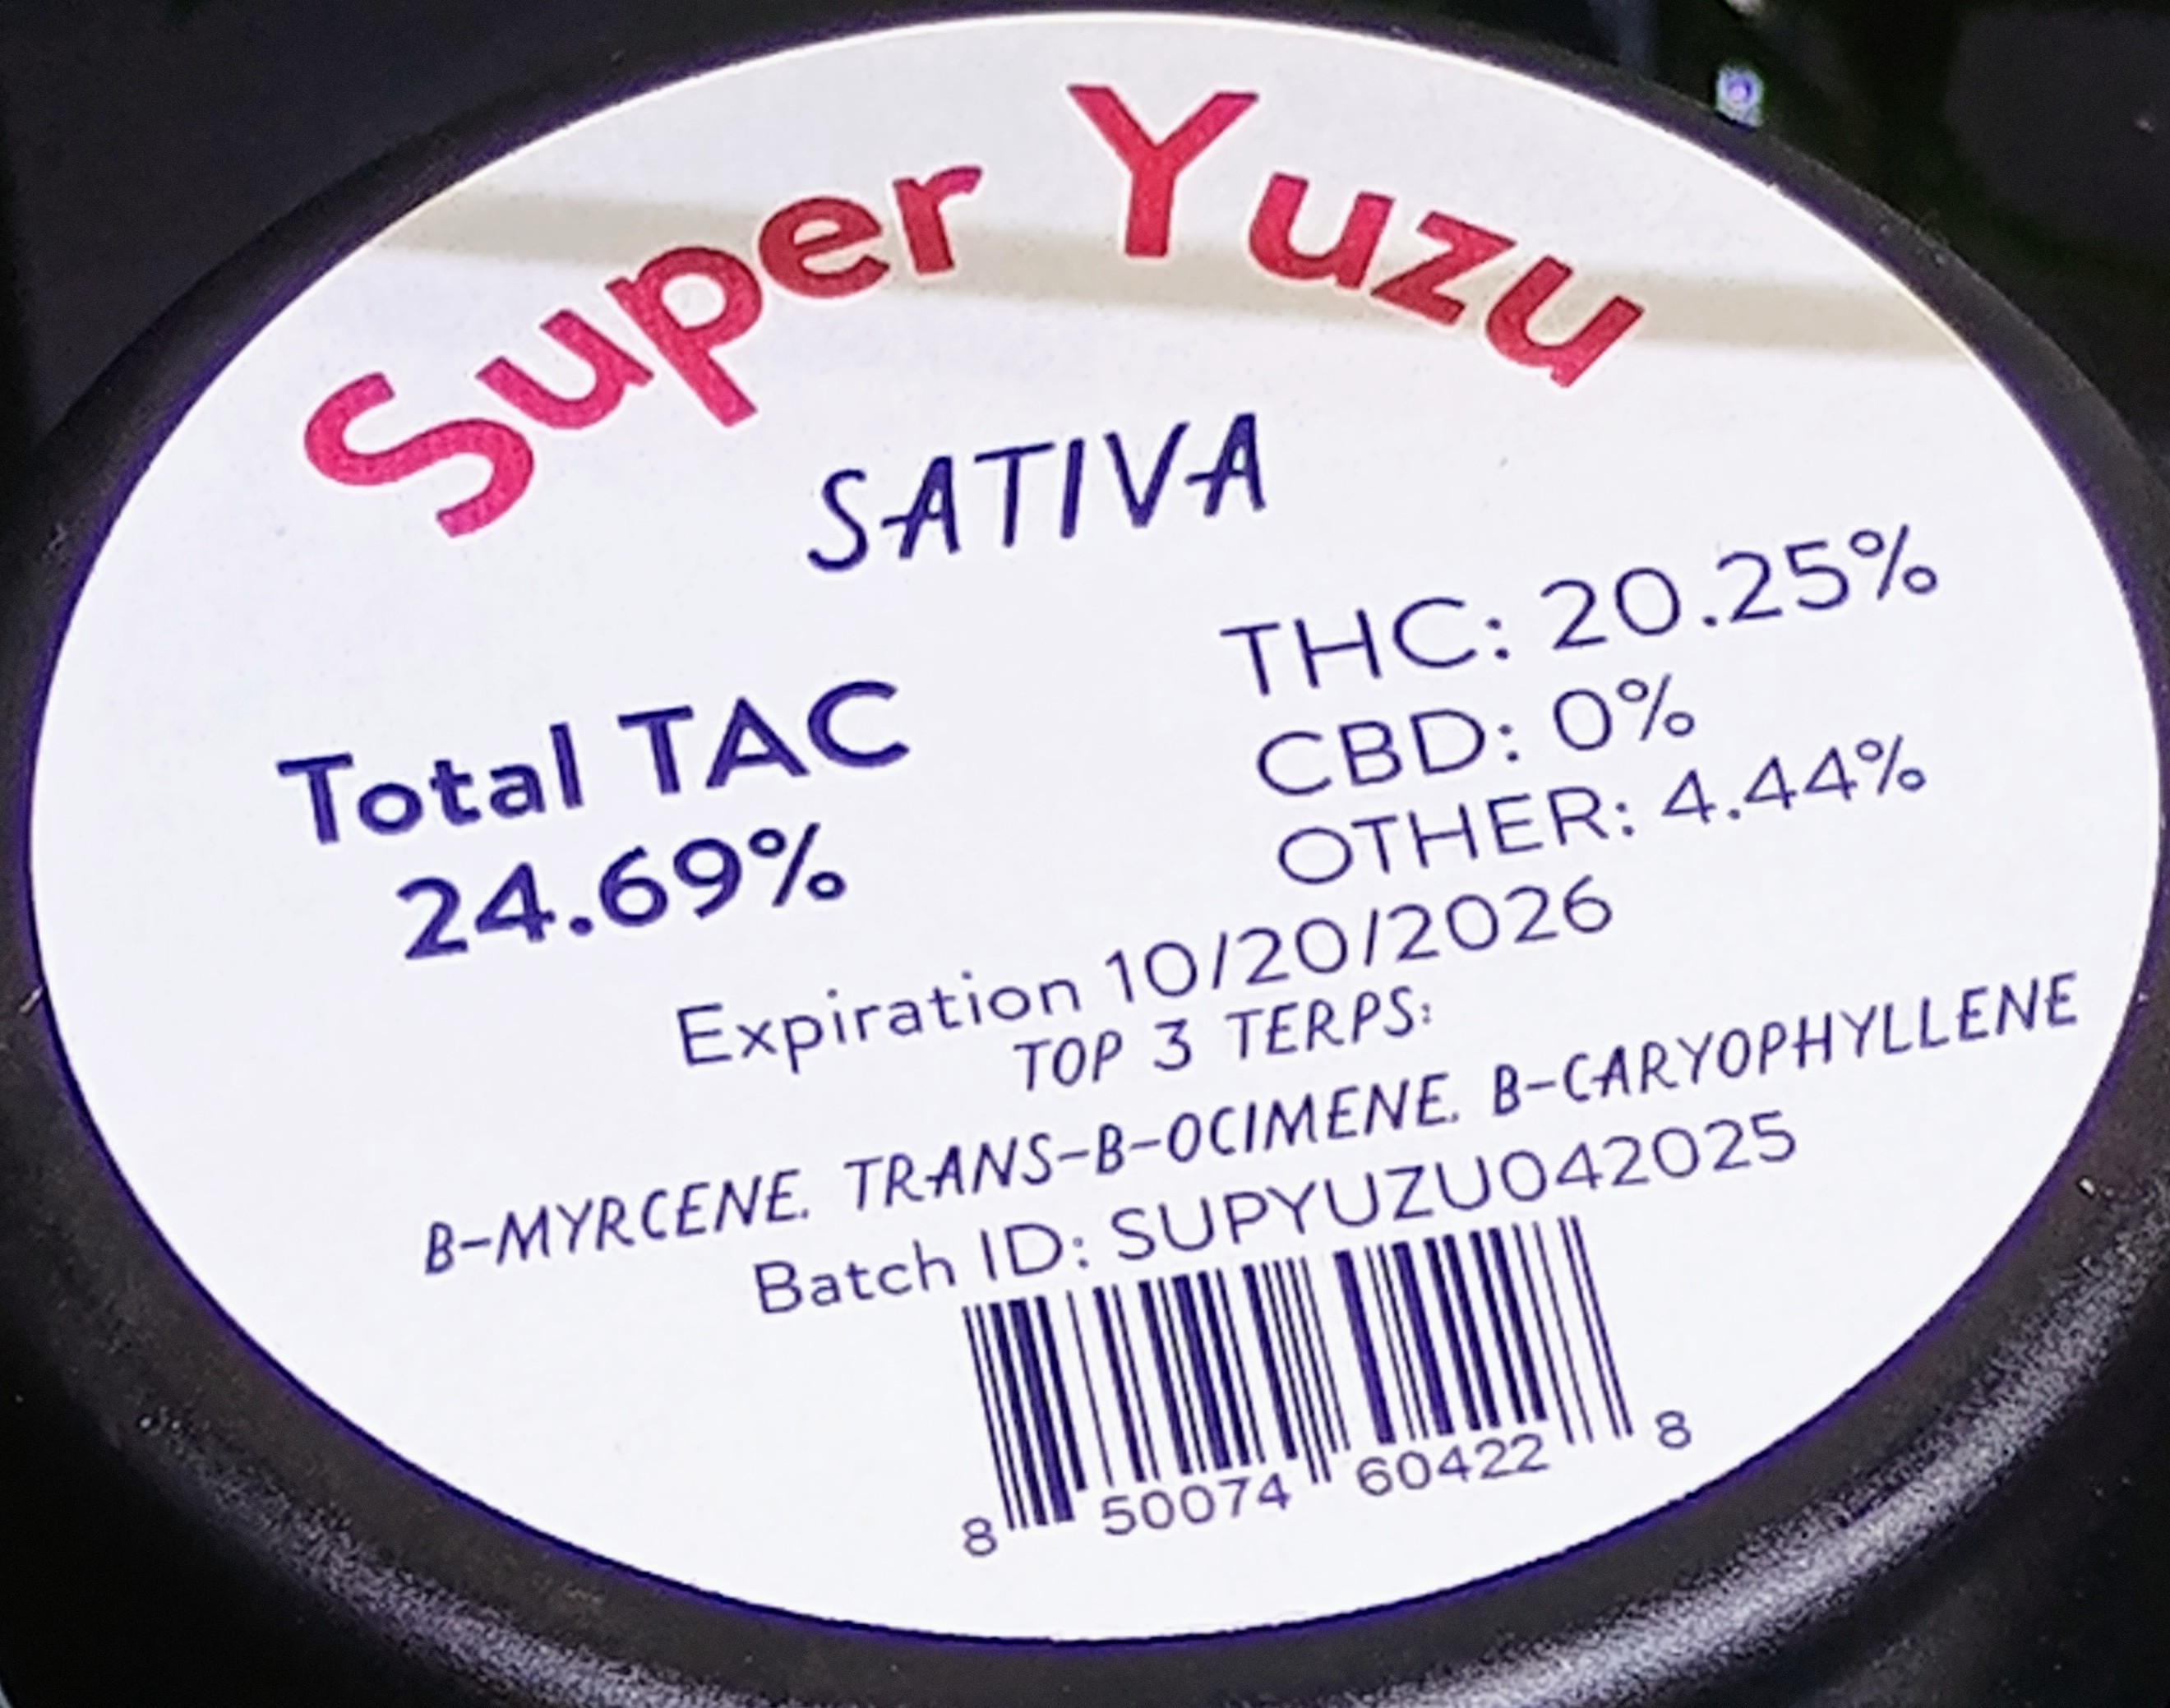 Super Yuzu
SATIVA
Total TAC
24.69%
THC: 20.25%
CBD: 0%
OTHER: 4.44%
Expiration 10/20/2026
TOP 3 TERPS:
B-MYRCENE, TRANS-B-OCIMENE, B-CARYOPHYLLENE
Batch ID: SUPYUZU042025
8 50074 60422 8